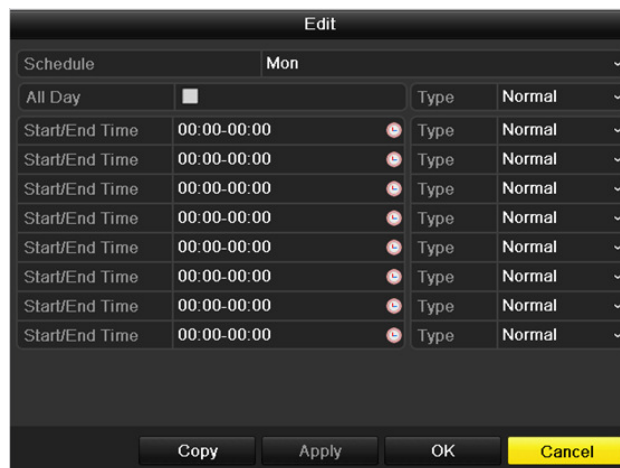 Edit
Schedule Mon
All Day Type Normal
Start/End Time 00:00-00:00 Type Normal
Start/End Time 00:00-00:00 Type Normal
Start/End Time 00:00-00:00 Type Normal
Start/End Time 00:00-00:00 Type Normal
Start/End Time 00:00-00:00 Type Normal
Start/End Time 00:00-00:00 Type Normal
Start/End Time 00:00-00:00 Type Normal
Start/End Time 00:00-00:00 Type Normal
Copy Apply OK Cancel